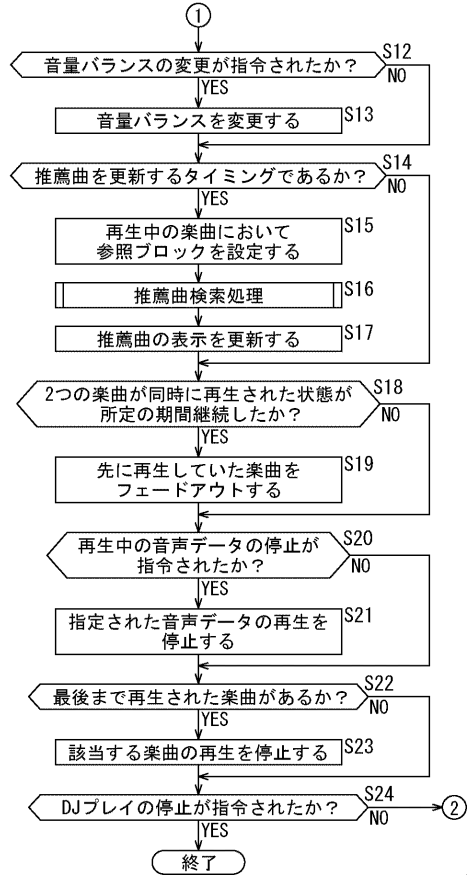 1
音量バランスの変更が指令されたか?
S12
NO
YES
音量バランスを変更する
S13
推薦曲を更新するタイミングであるか?
S14
NO
YES
再生中の楽曲において
参照ブロックを設定する
S15
推薦曲検索処理
S16
推薦曲の表示を更新する
S17
2つの楽曲が同時に再生された状態が
所定の期間継続したか?
S18
NO
YES
先に再生していた楽曲を
フェードアウトする
S19
再生中の音声データの停止が
指令されたか?
S20
NO
YES
指定された音声データの再生を
停止する
S21
最後まで再生された楽曲があるか?
S22
NO
YES
該当する楽曲の再生を停止する
S23
DJプレイの停止が指令されたか?
S24
NO
2
YES
終了